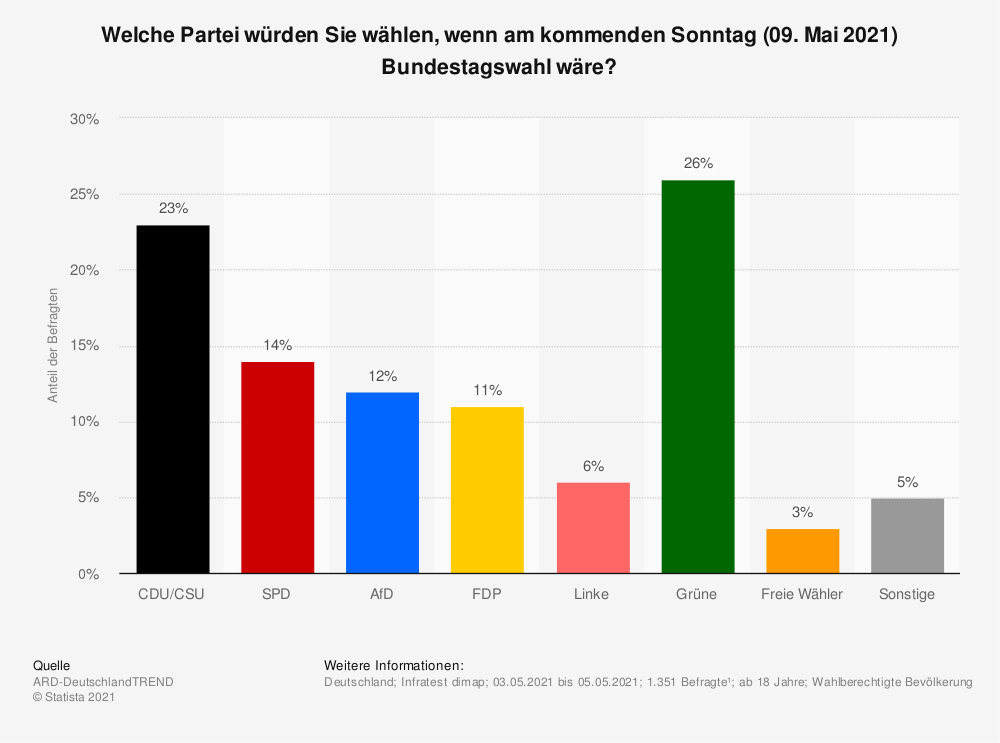 Welche Partei würden Sie wählen, wenn am kommenden Sonntag (09. Mai 2021)
Bundestagswahl wäre?
Anteil der Befragten
30%
25%
20%
15%
10%
5%
0%
23%
14%
12%
11%
6%
26%
3%
5%
CDU/CSU
SPD
AfD
FDP
Linke
Grüne
Freie Wähler
Sonstige
Quelle
ARD-DeutschlandTREND
© Statista 2021
Weitere Informationen:
Deutschland; Infratest dimap; 03.05.2021 bis 05.05.2021; 1.351 Befragte¹; ab 18 Jahre; Wahlberechtigte Bevölkerung